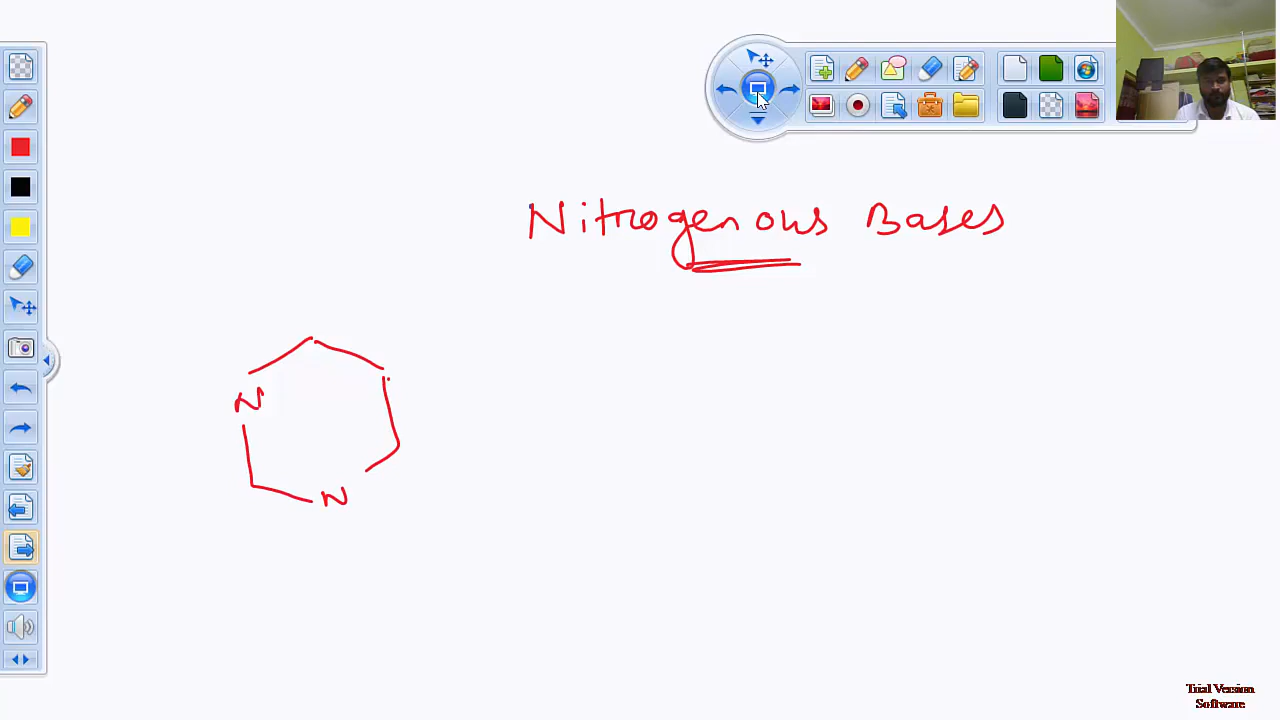 Nitrogenous Bases
N
N
Trial Version
Software